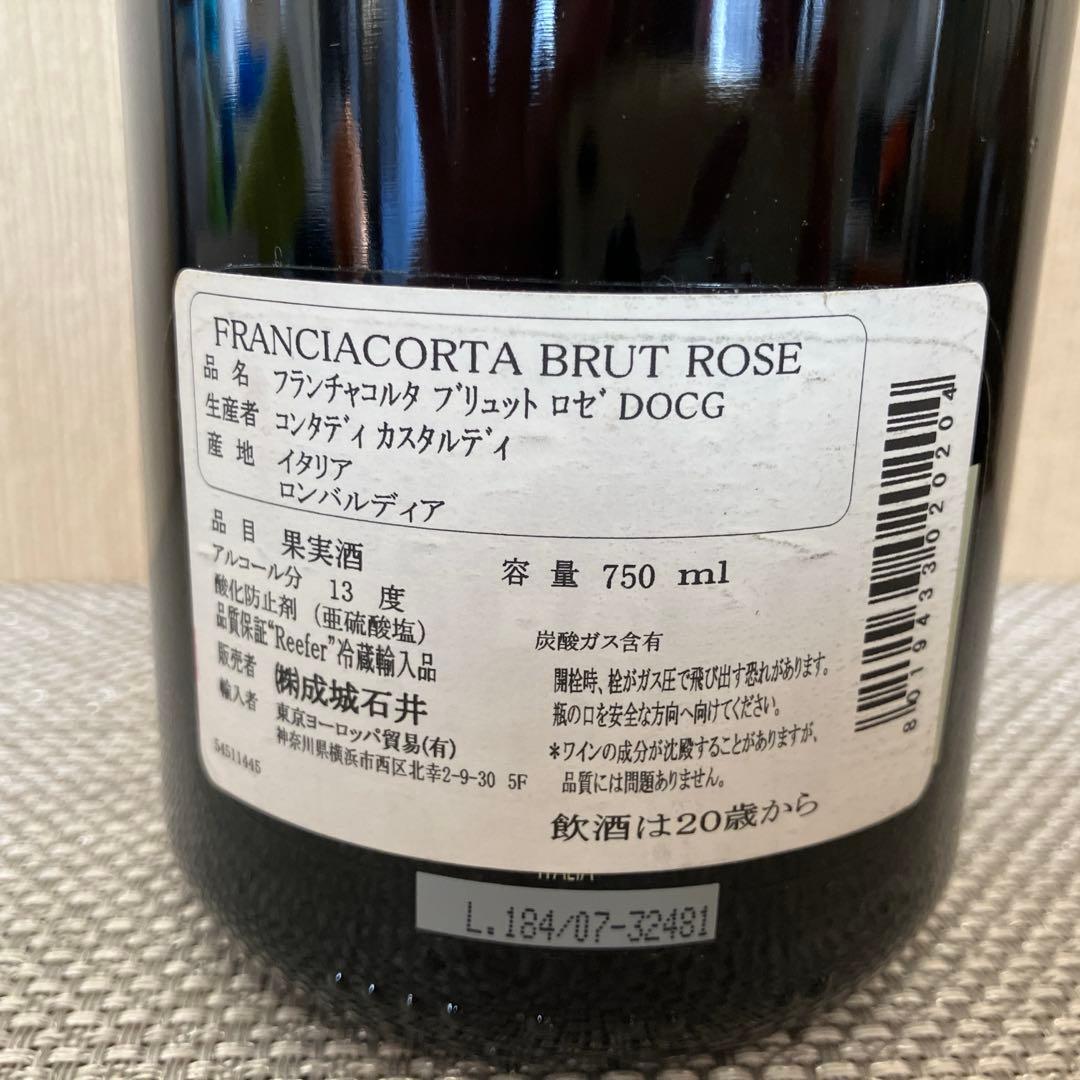 FRANCIACORTA BRUT ROSE
品名 フランチャコルタ ブリュット ロゼ DOCG
生産者 コンタディ カスタルディ
産地 イタリア
ロンバルディア
品目 果実酒
容量 750 ml
アルコール分 13 度
酸化防止剤 (亜硫酸塩)
品質保証“Reefer”冷蔵輸入品
販売者 ㈱成城石井
輸入者 東京ヨーロッパ貿易(有)
神奈川県横浜市西区北幸2-9-30 5F
54511445
炭酸ガス含有
開栓時、栓がガス圧で飛び出す恐れがあります。
瓶の口を安全な方向へ向けてください。
*ワインの成分が沈殿することがありますが、
品質には問題ありません。
飲酒は20歳から
8019433020204
ITALIA
L.184/07-32481